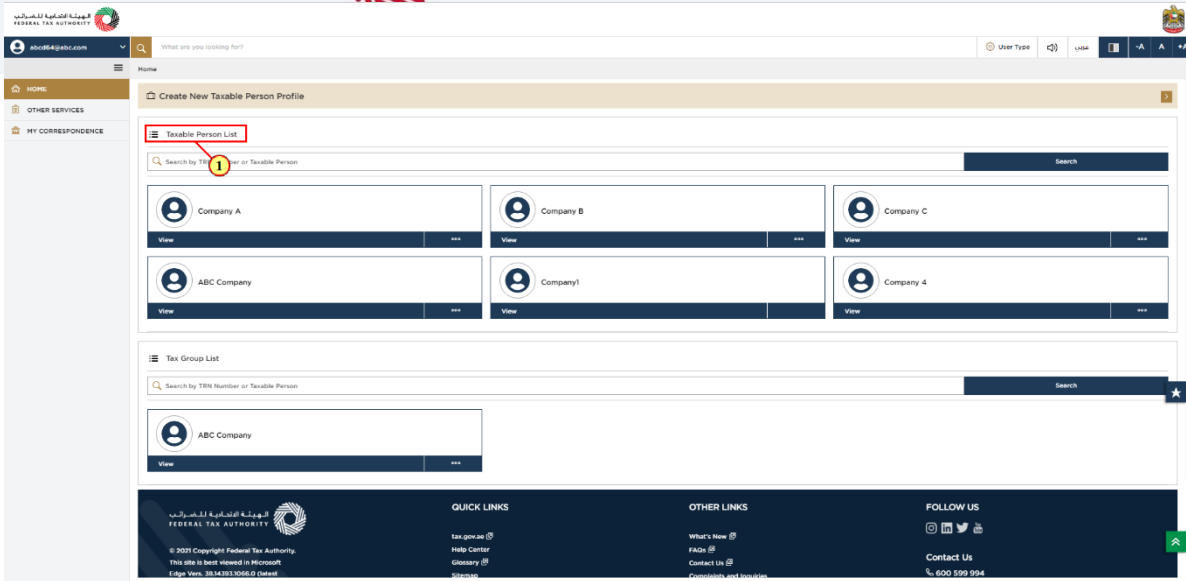 الهيئة الاتحادية للضرائب
FEDERAL TAX AUTHORITY
abcd64@abc.com
What are you looking for?
User Type
عربي
-A A +A
Home
HOME
OTHER SERVICES
MY CORRESPONDENCE
Create New Taxable Person Profile
Taxable Person List
1
Search by TRN Number or Taxable Person
Search
Company A
Company B
Company C
View
View
View
ABC Company
Company1
Company 4
View
View
View
Tax Group List
Search by TRN Number or Taxable Person
Search
ABC Company
View
الهيئة الاتحادية للضرائب
FEDERAL TAX AUTHORITY
© 2021 Copyright Federal Tax Authority.
This site is best viewed in Microsoft
Edge Vers. 38.14393.1066.0 (latest
QUICK LINKS
tax.gov.ae
Help Center
Glossary
Sitemap
OTHER LINKS
What's New
FAQs
Contact Us
Complaints and Inquiries
FOLLOW US
Contact Us
600 599 994